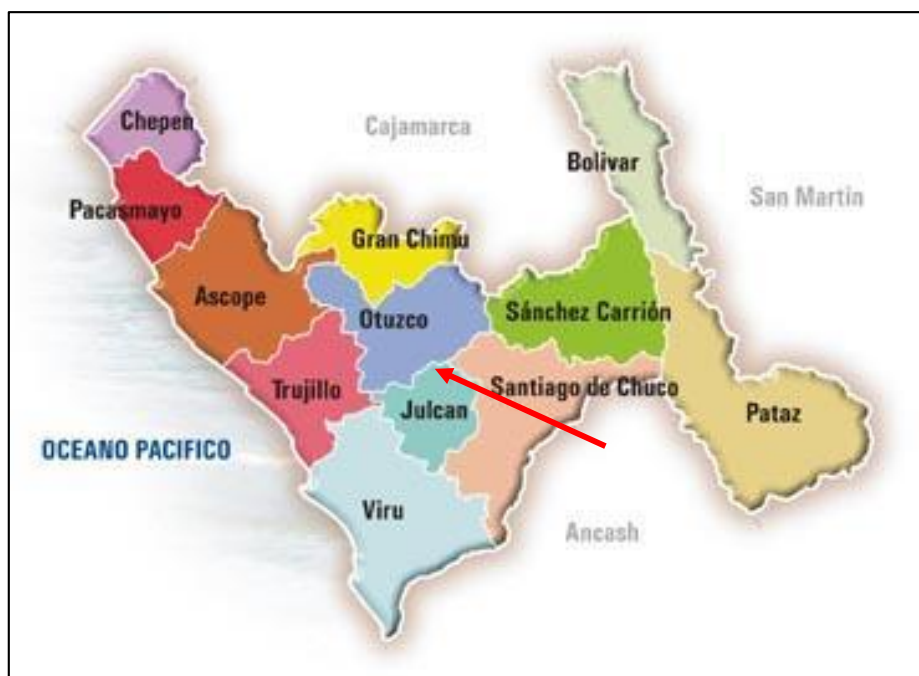 Chepen
Cajamarca
Bolivar
San Martin
Pacasmayo
Gran Chimu
Ascope
Otuzco
Sánchez Carrión
Trujillo
Santiago de Chuco
Julcan
Pataz
OCEANO PACIFICO
Viru
Ancash